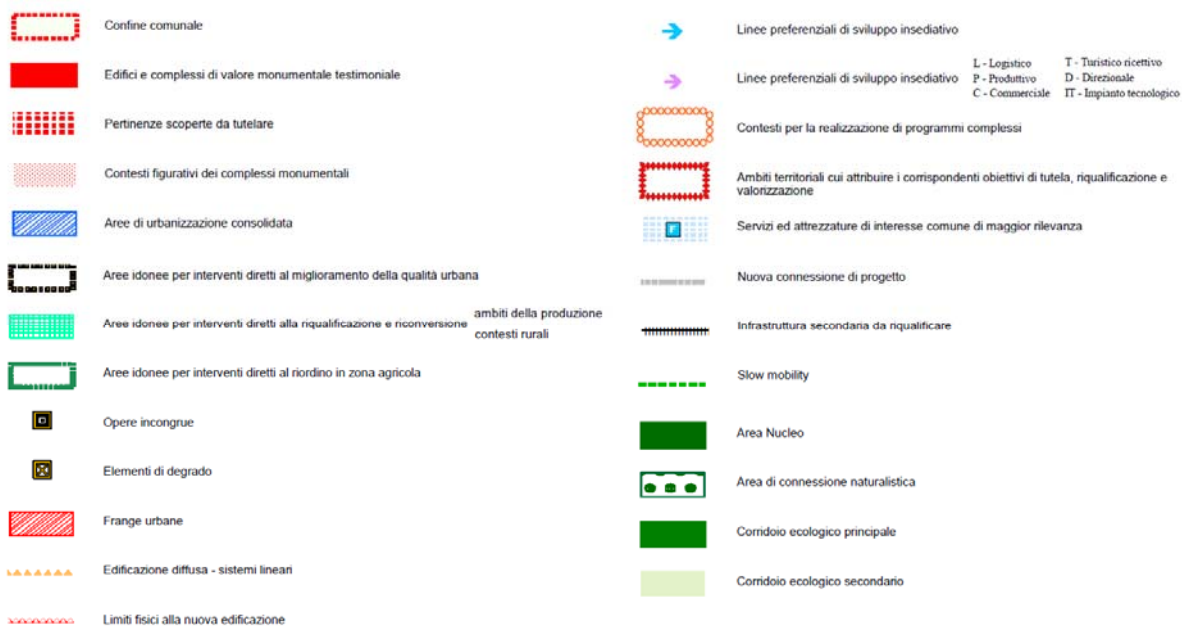 Confine comunale
Edifici e complessi di valore monumentale testimoniale
Pertinenze scoperte da tutelare
Contesti figurativi dei complessi monumentali
Aree di urbanizzazione consolidata
Aree idonee per interventi diretti al miglioramento della qualità urbana
Aree idonee per interventi diretti alla riqualificazione e riconversione
ambiti della produzione
contesti rurali
Aree idonee per interventi diretti al riordino in zona agricola
Opere incongrue
Elementi di degrado
Frange urbane
Edificazione diffusa - sistemi lineari
Limiti fisici alla nuova edificazione
Linee preferenziali di sviluppo insediativo
Linee preferenziali di sviluppo insediativo
L - Logistico T - Turistico ricettivo
P - Produttivo D - Direzionale
C - Commerciale IT - Impianto tecnologico
Contesti per la realizzazione di programmi complessi
Ambiti territoriali cui attribuire i corrispondenti obiettivi di tutela, riqualificazione e
valorizzazione
Servizi ed attrezzature di interesse comune di maggior rilevanza
Nuova connessione di progetto
Infrastruttura secondaria da riqualificare
Slow mobility
Area Nucleo
Area di connessione naturalistica
Corridoio ecologico principale
Corridoio ecologico secondario